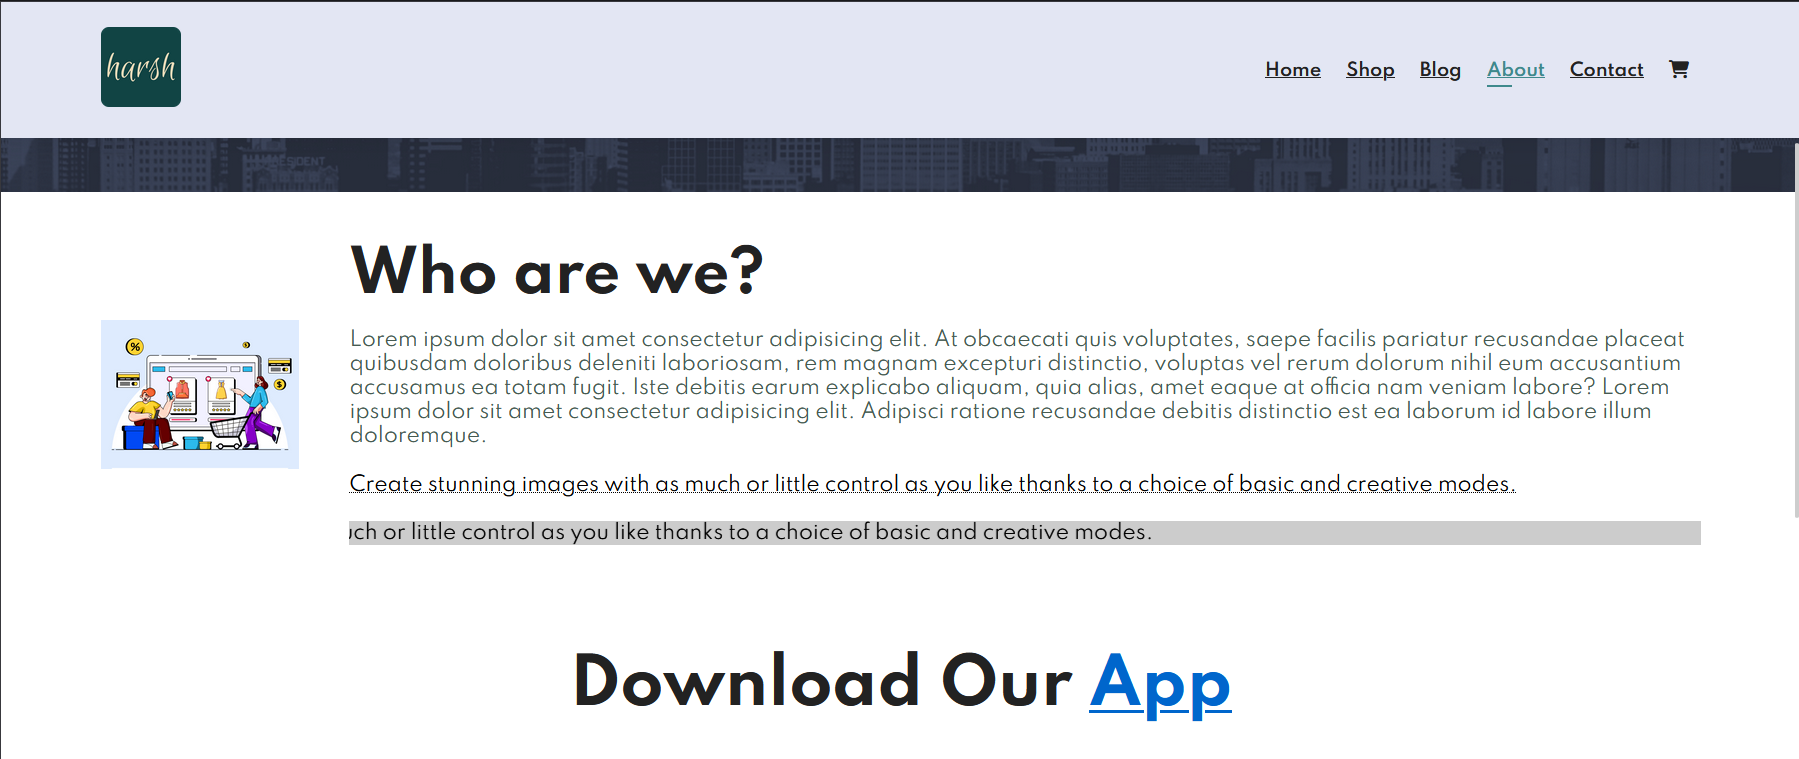 harsh
Home Shop Blog About Contact
Who are we?
Lorem ipsum dolor sit amet consectetur adipisicing elit. At obcaecati quis voluptates, saepe facilis pariatur recusandae placeat
quibusdam doloribus deleniti laboriosam, rem magnam excepturi distinctio, voluptas vel rerum dolorum nihil eum accusantium
accusamus ea totam fugit. Iste debitis earum explicabo aliquam, quia alias, amet eaque at officia nam veniam labore? Lorem
ipsum dolor sit amet consectetur adipisicing elit. Adipisci ratione recusandae debitis distinctio est ea laborum id labore illum
doloremque.
Create stunning images with as much or little control as you like thanks to a choice of basic and creative modes.
uch or little control as you like thanks to a choice of basic and creative modes.
Download Our App